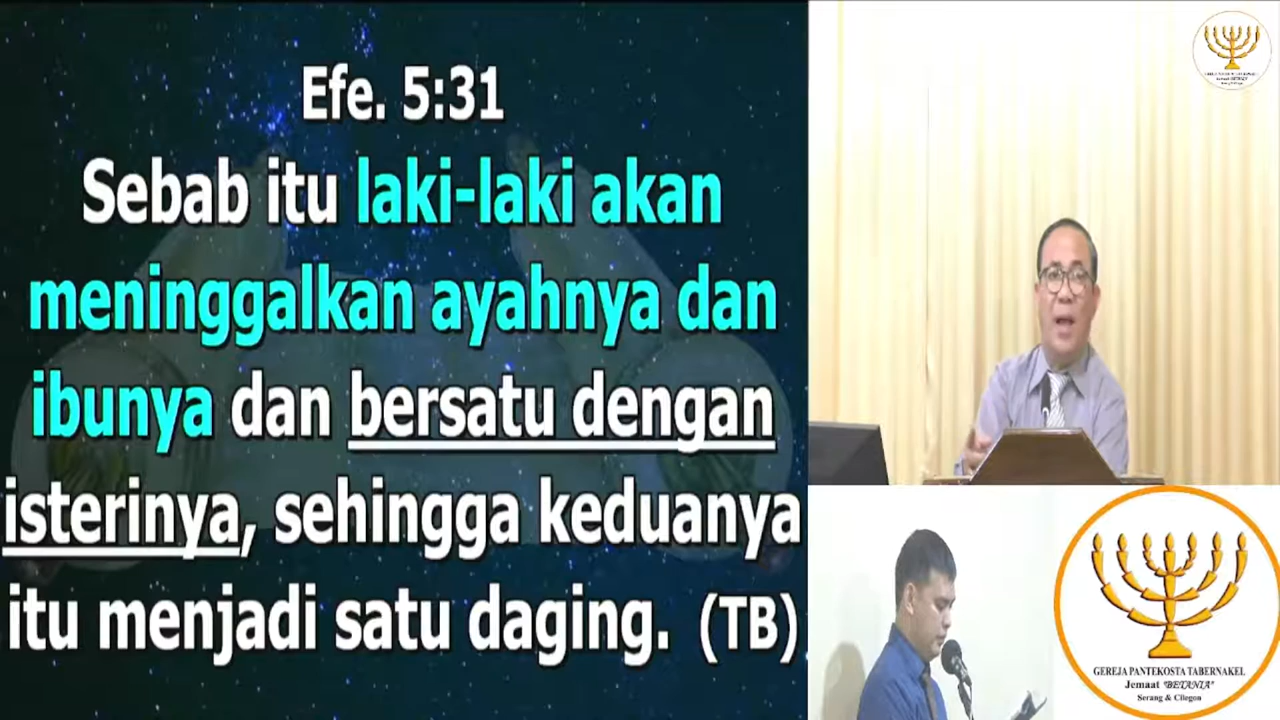 Efe. 5:31
Sebab itu laki-laki akan
meninggalkan ayahnya dan
ibunya dan bersatu dengan
isterinya, sehingga keduanya
itu menjadi satu daging. (TB)
GEREJA PANTEKOSTA TABERNAKEL
Jemaat "BETANIA"
Serang & Cilegon